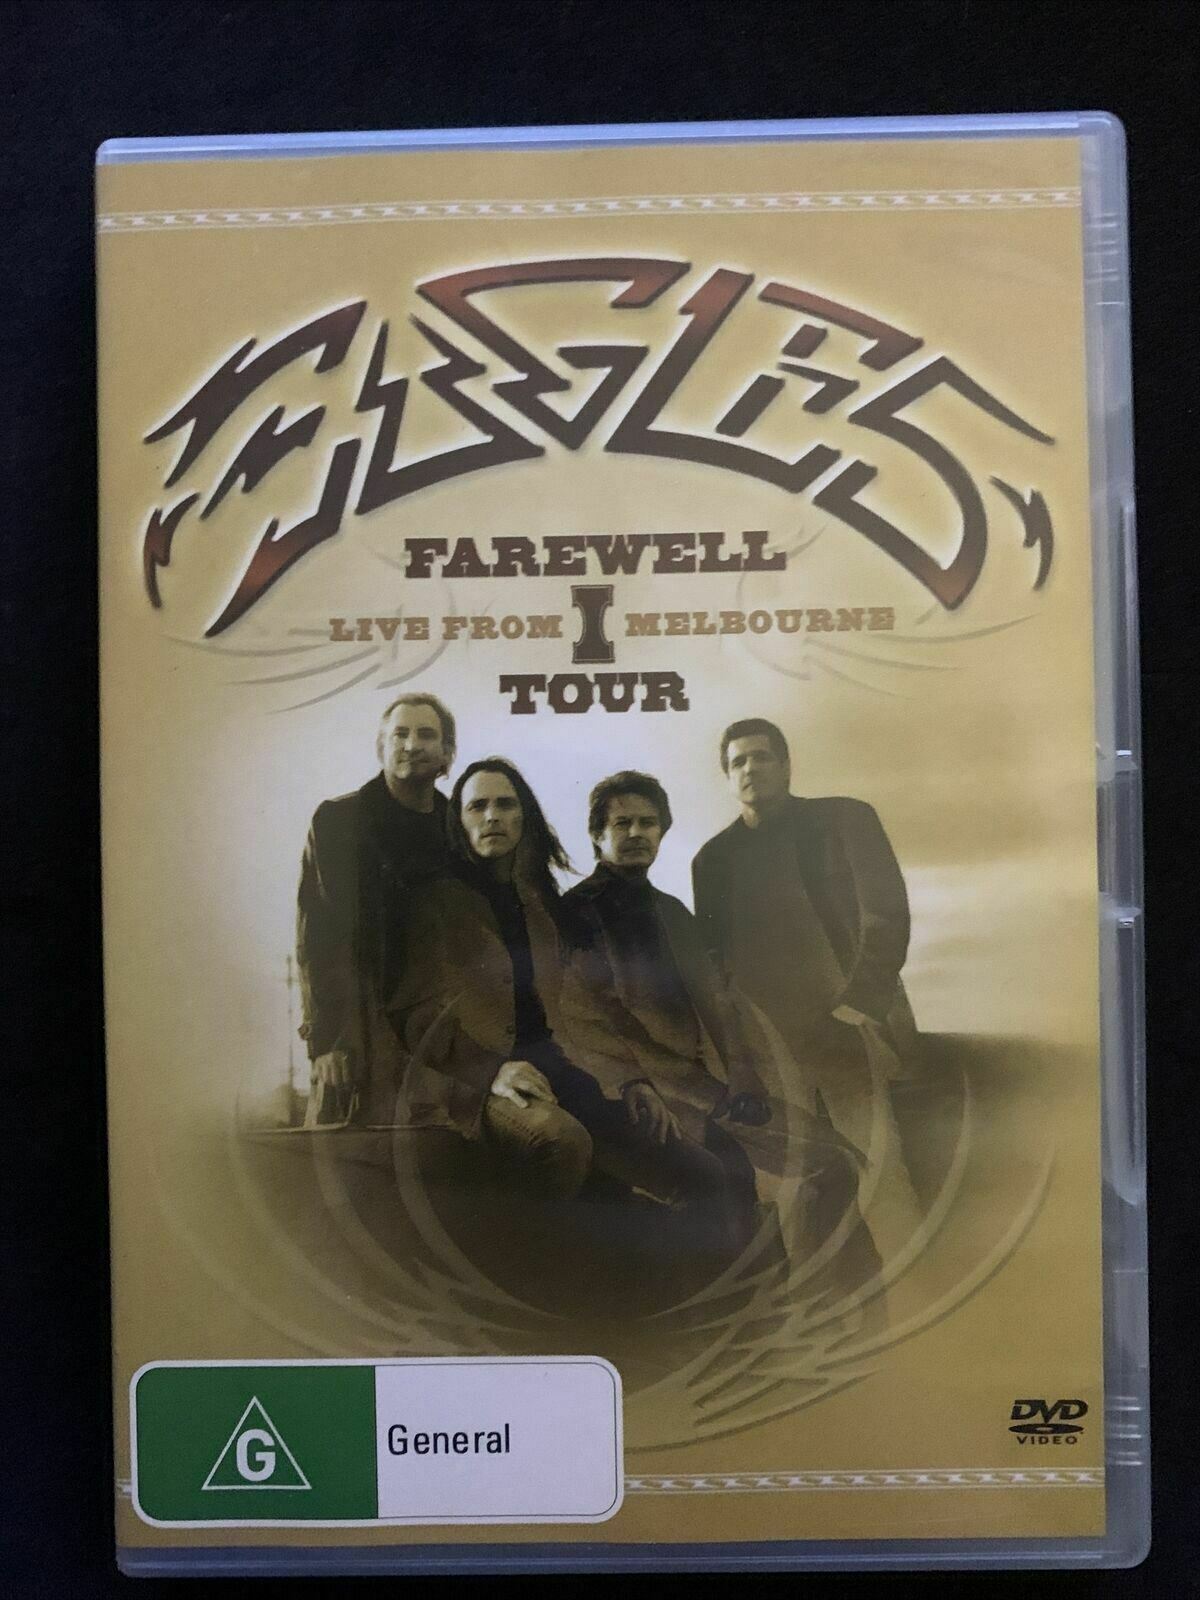 EAGLES
FAREWELL
I
LIVE FROM MELBOURNE
TOUR
G General
DVD
VIDEO